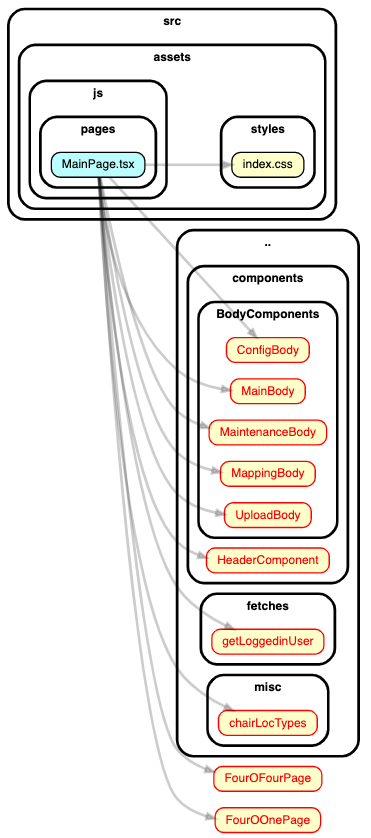 src
assets
js
pages
styles
MainPage.tsx
index.css
..
components
BodyComponents
ConfigBody
MainBody
MaintenanceBody
MappingBody
UploadBody
HeaderComponent
fetches
getLoggedinUser
misc
chairLocTypes
FourOFourPage
FourOOnePage